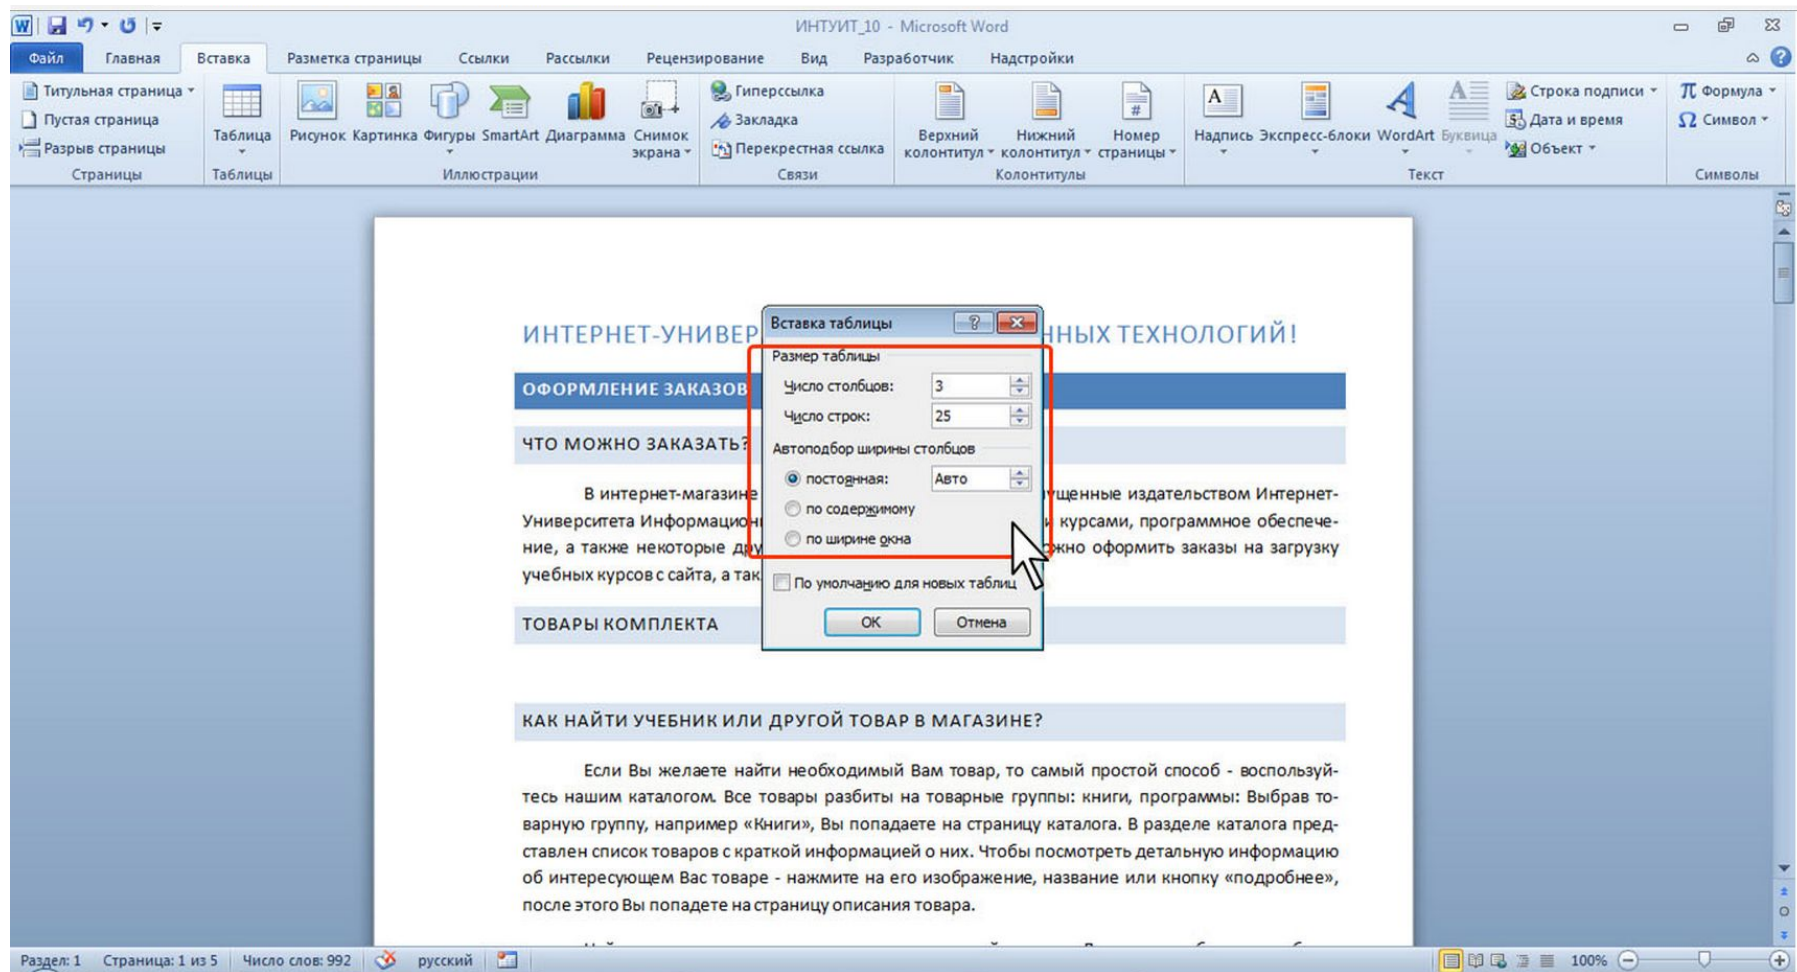 ИНТУИТ_10 - Microsoft Word
Файл Главная Вставка Разметка страницы Ссылки Рассылки Рецензирование Вид Разработчик Надстройки
Титульная страница
Пустая страница
Разрыв страницы
Страницы
Таблица
Таблицы
Рисунок Картинка Фигуры SmartArt Диаграмма Снимок экрана
Иллюстрации
Гиперссылка
Закладка
Перекрестная ссылка
Связи
Верхний колонтитул Нижний колонтитул Номер страницы
Колонтитулы
Надпись Экспресс-блоки WordArt Буквица
Строка подписи
Дата и время
Объект
Текст
π Формула
Ω Символ
Символы
ИНТЕРНЕТ-УНИВЕР ННЫХ ТЕХНОЛОГИЙ!
ОФОРМЛЕНИЕ ЗАКАЗОВ
ЧТО МОЖНО ЗАКАЗАТЬ?
В интернет-магазине ущенные издательством Интернет-
Университета Информацион и курсами, программное обеспече-
ние, а также некоторые дру жно оформить заказы на загрузку
учебных курсов с сайта, а так
ТОВАРЫ КОМПЛЕКТА
Вставка таблицы
Размер таблицы
Число столбцов: 3
Число строк: 25
Автоподбор ширины столбцов
постоянная: Авто
по содержимому
по ширине окна
По умолчанию для новых таблиц
ОК Отмена
КАК НАЙТИ УЧЕБНИК ИЛИ ДРУГОЙ ТОВАР В МАГАЗИНЕ?
Если Вы желаете найти необходимый Вам товар, то самый простой способ - воспользуй-
тесь нашим каталогом. Все товары разбиты на товарные группы: книги, программы: Выбрав то-
варную группу, например «Книги», Вы попадаете на страницу каталога. В разделе каталога пред-
ставлен список товаров с краткой информацией о них. Чтобы посмотреть детальную информацию
об интересующем Вас товаре - нажмите на его изображение, название или кнопку «подробнее»,
после этого Вы попадете на страницу описания товара.
Раздел: 1 Страница: 1 из 5 Число слов: 992 русский 100%